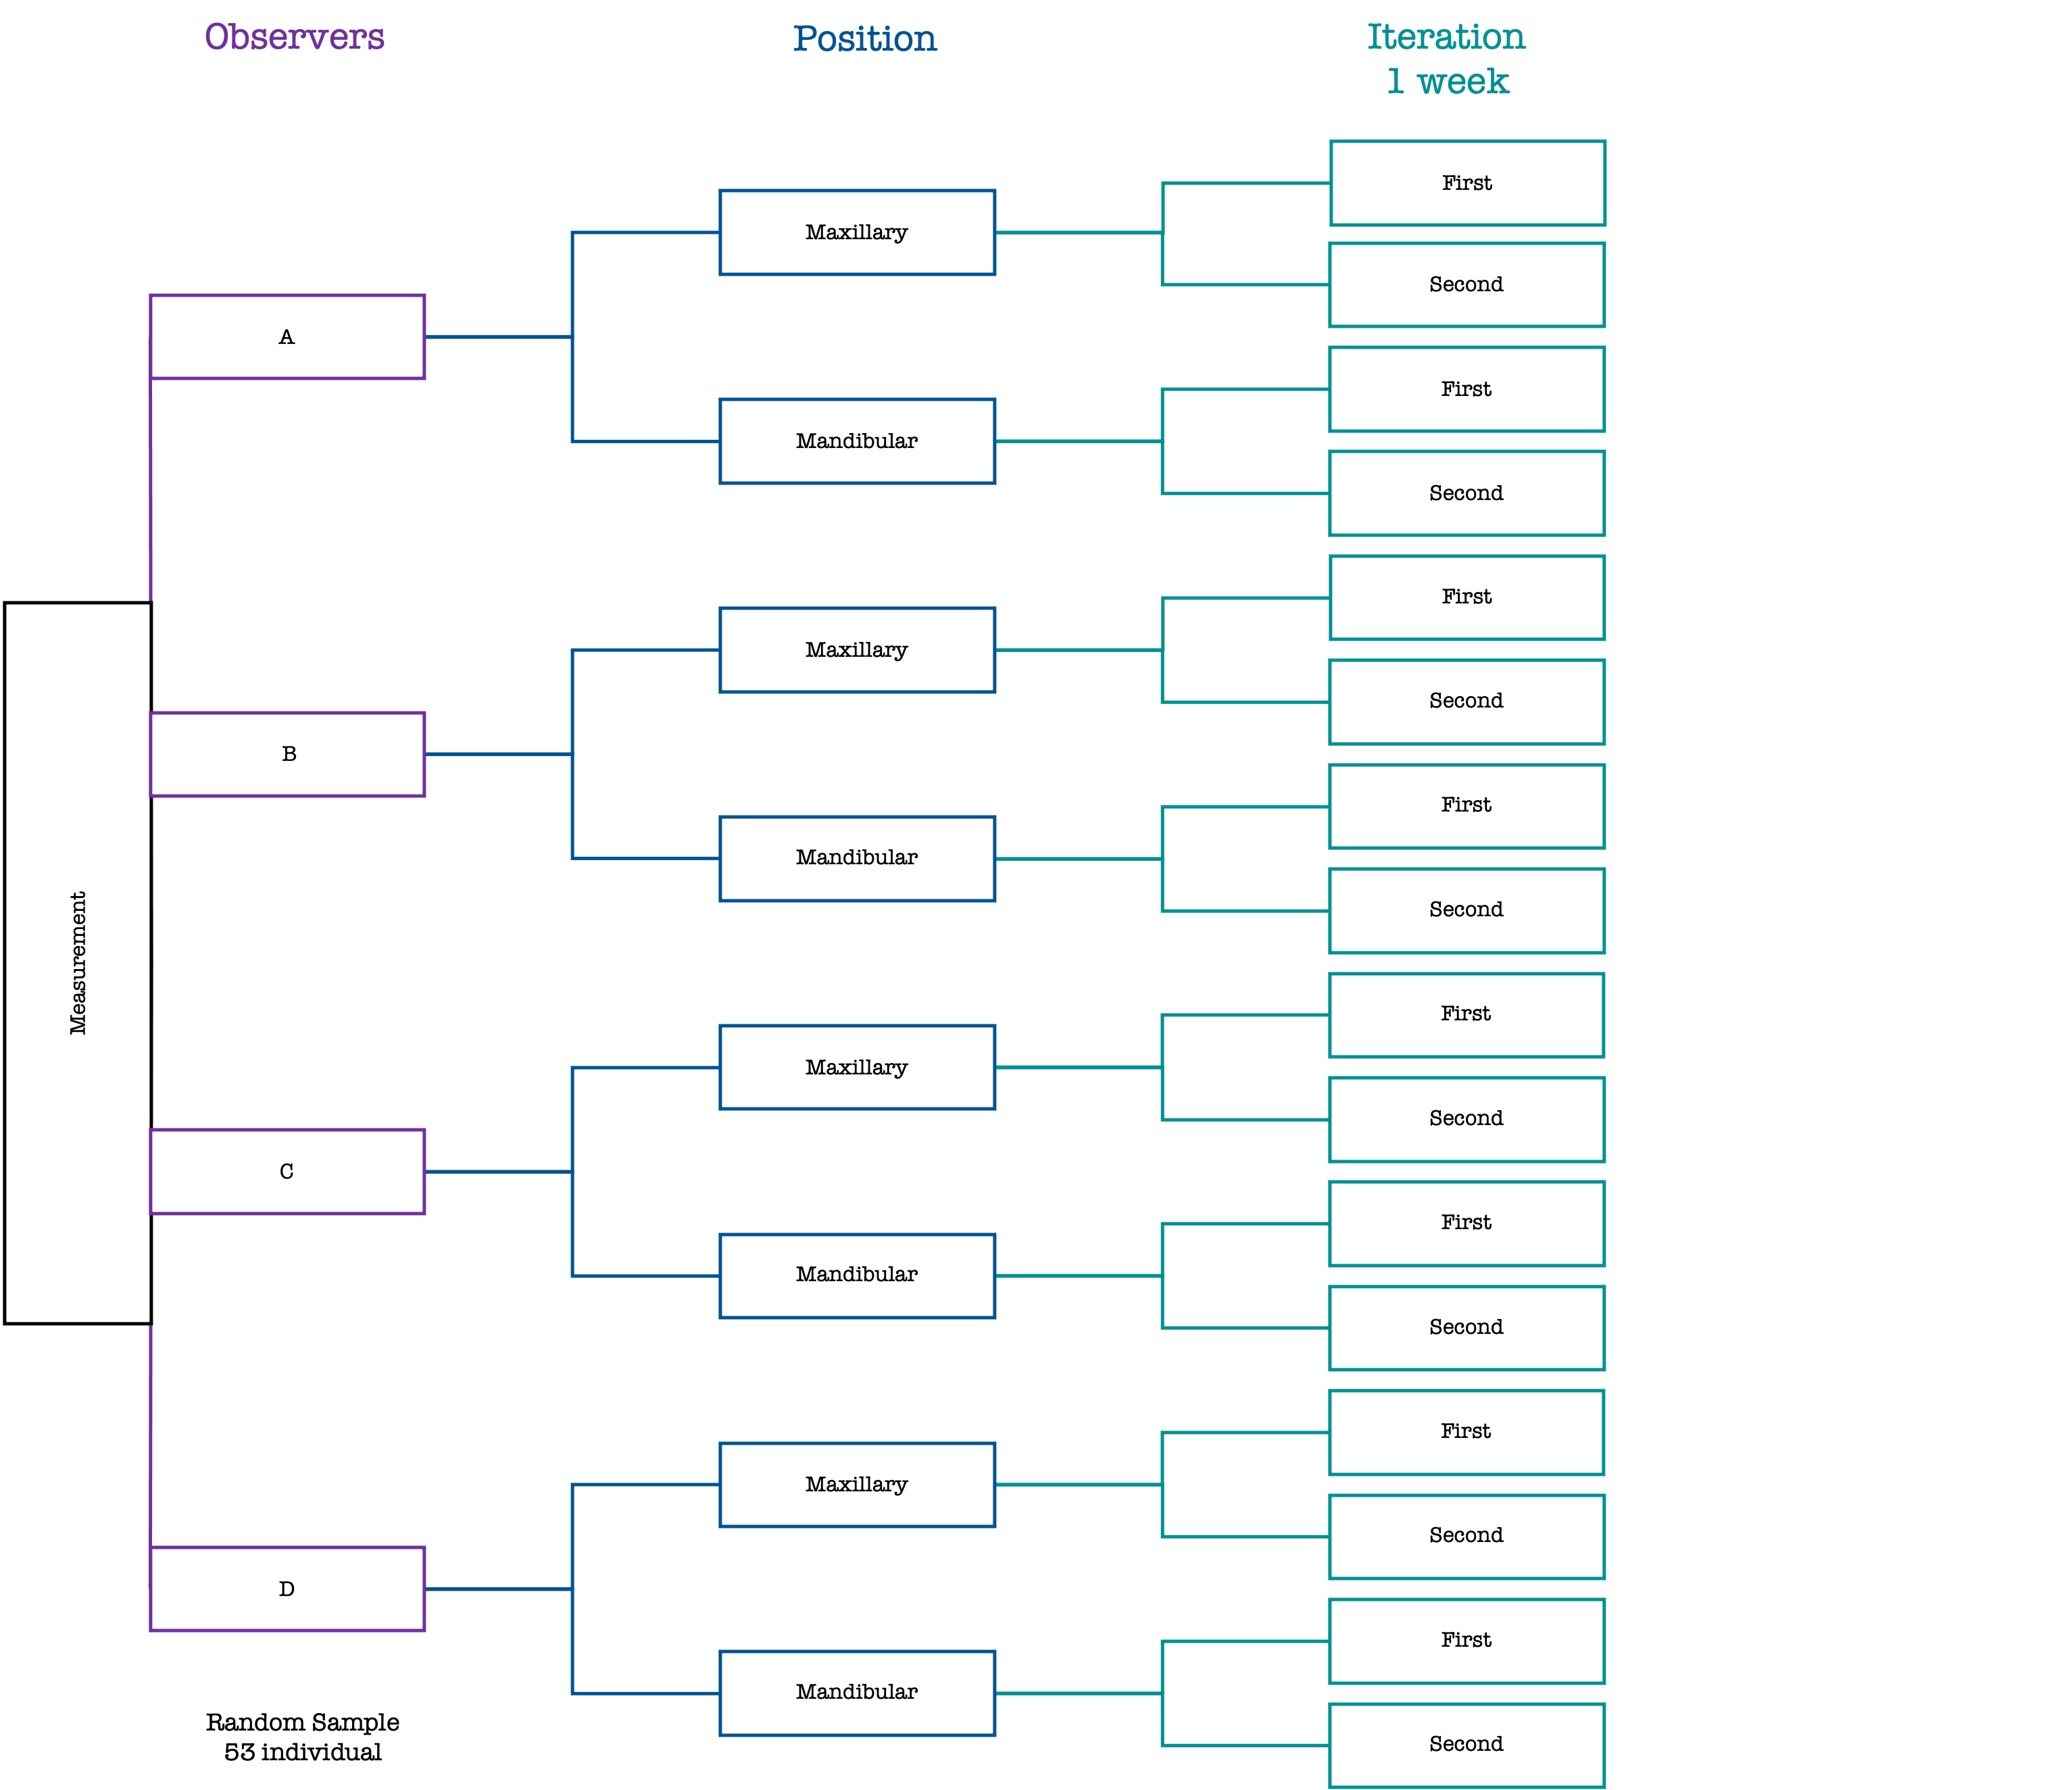 Observers
Position
Iteration
1 week
First
Maxillary
Second
A
First
Mandibular
Second
First
Maxillary
Second
B
First
Mandibular
Second
Measurement
First
Maxillary
Second
C
First
Mandibular
Second
First
Maxillary
Second
D
First
Mandibular
Second
Random Sample
53 individual